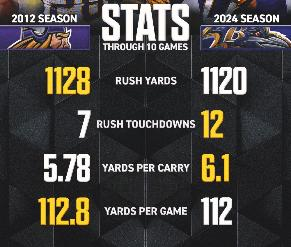 2012 SEASON STATS 2024 SEASON
THROUGH 10 GAMES
1128 RUSH YARDS 1120
7 RUSH TOUCHDOWNS 12
5.78 YARDS PER CARRY 6.1
112.8 YARDS PER GAME 112